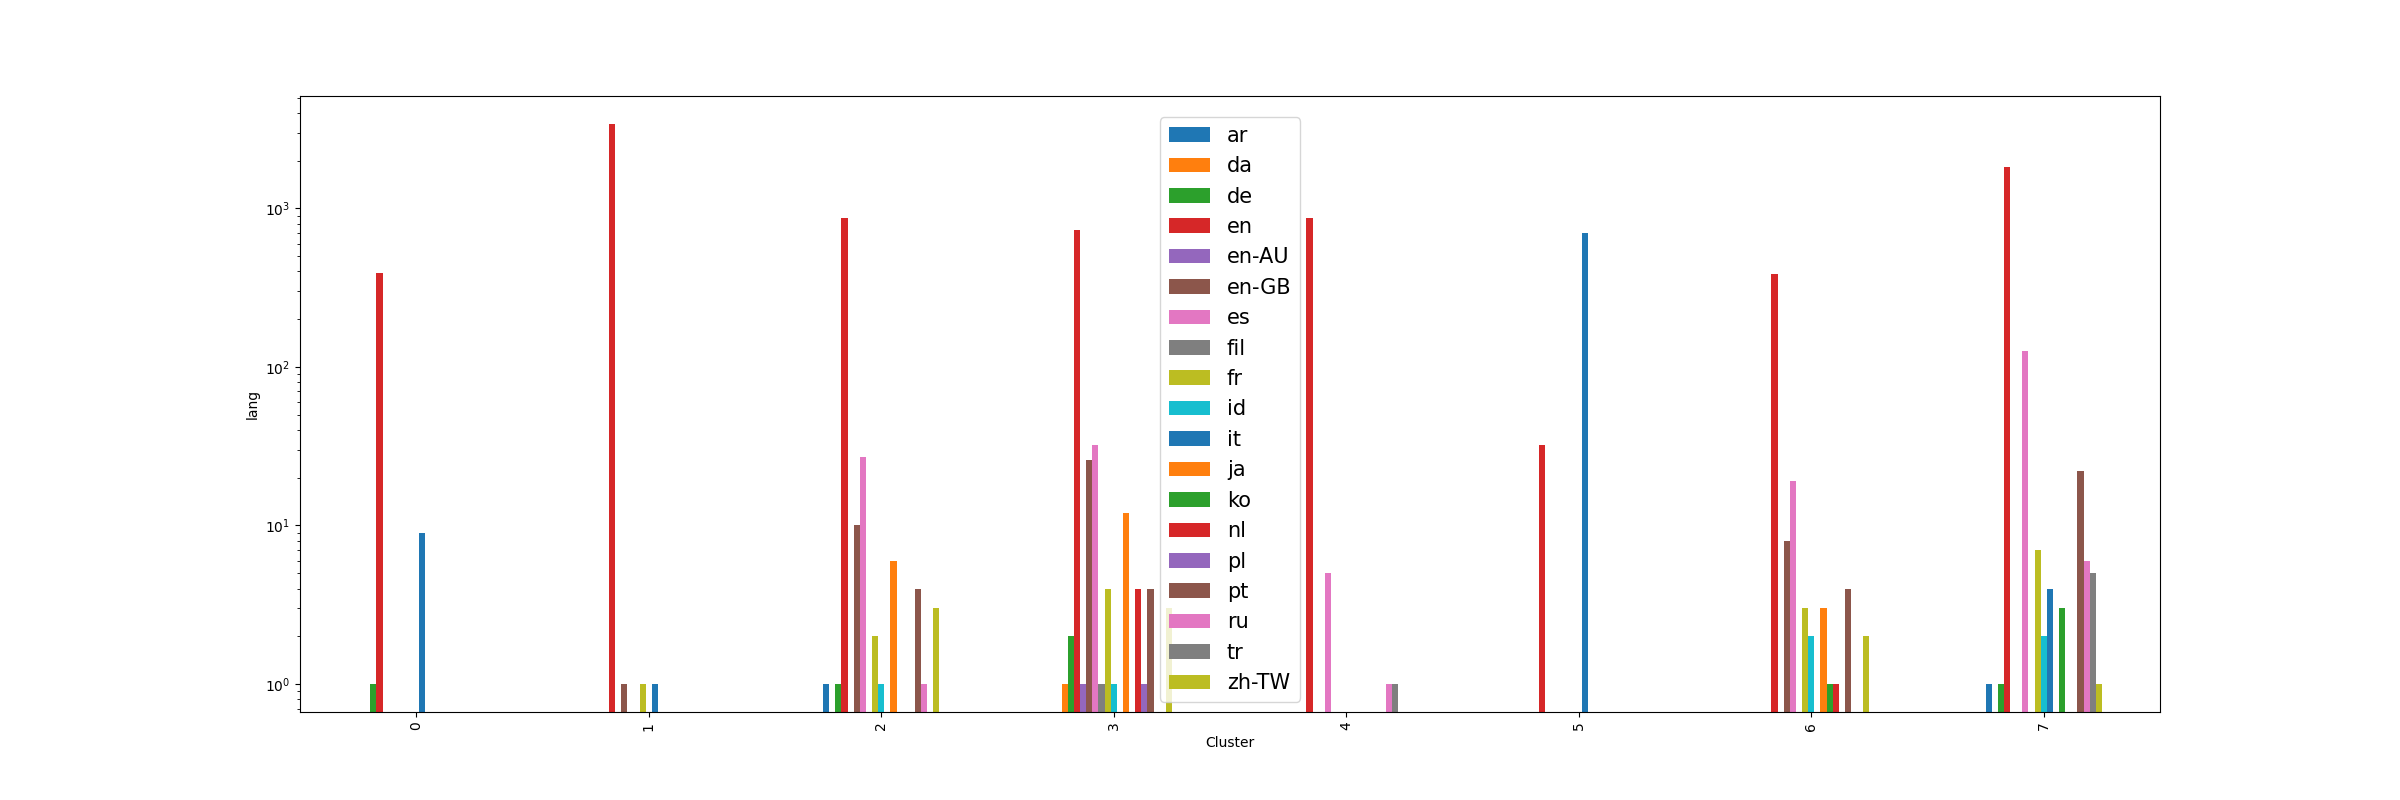 10³
10²
10¹
10⁰
lang
ar
da
de
en
en-AU
en-GB
es
fil
fr
id
it
ja
ko
nl
pl
pt
ru
tr
zh-TW
0
1
2
3
4
5
6
7
Cluster